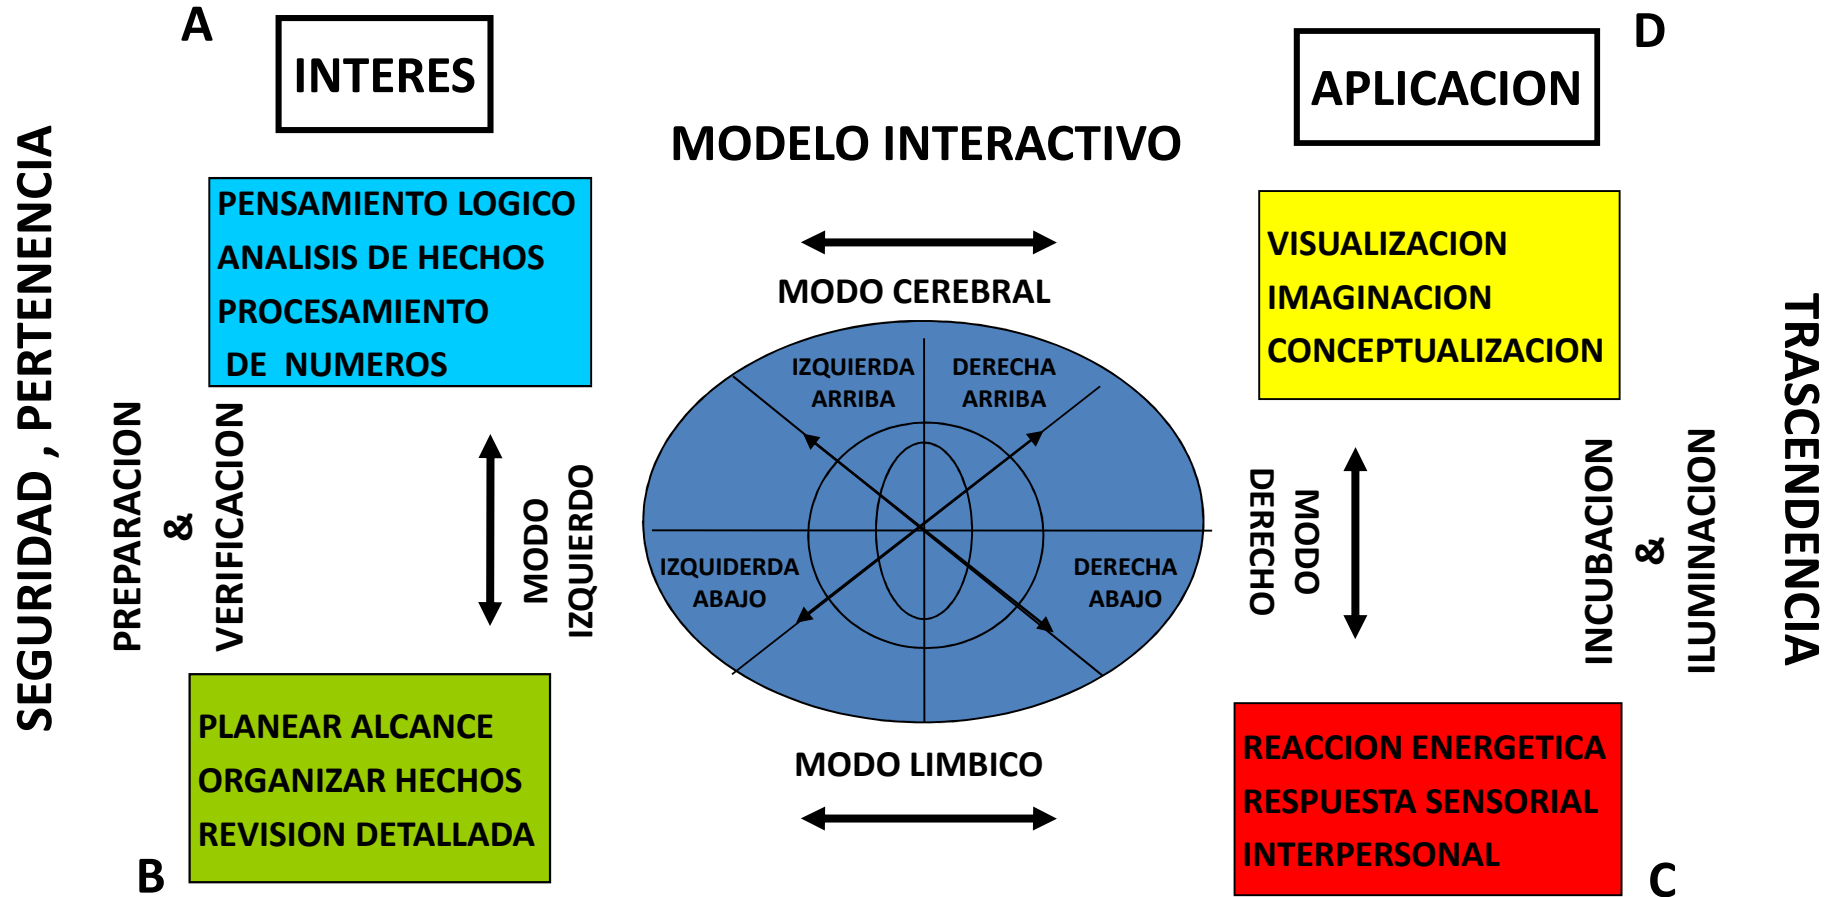 A
INTERES
D
APLICACION
MODELO INTERACTIVO
SEGURIDAD , PERTENENCIA
PENSAMIENTO LOGICO
ANALISIS DE HECHOS
PROCESAMIENTO
DE NUMEROS
VISUALIZACION
IMAGINACION
CONCEPTUALIZACION
TRASCENDENCIA
MODO CEREBRAL
IZQUIERDA
ARRIBA
DERECHA
ARRIBA
PREPARACION
&
VERIFICACION
MODO
IZQUIERDO
MODO
DERECHO
INCUBACION
&
ILUMINACION
IZQUIDERDA
ABAJO
DERECHA
ABAJO
PLANEAR ALCANCE
ORGANIZAR HECHOS
REVISION DETALLADA
B
MODO LIMBICO
REACCION ENERGETICA
RESPUESTA SENSORIAL
INTERPERSONAL
C